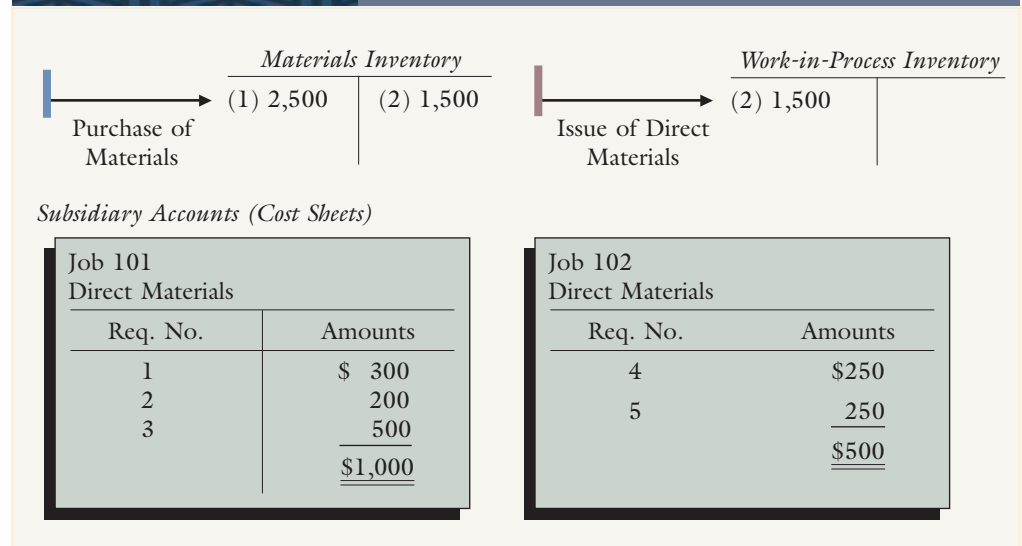 Materials Inventory
Work-in-Process Inventory
(1) 2,500 (2) 1,500
(2) 1,500
Purchase of
Materials
Issue of Direct
Materials
Subsidiary Accounts (Cost Sheets)
Job 101
Direct Materials
Req. No. Amounts
1 $ 300
2 200
3 500
$1,000
Job 102
Direct Materials
Req. No. Amounts
4 $250
5 250
$500